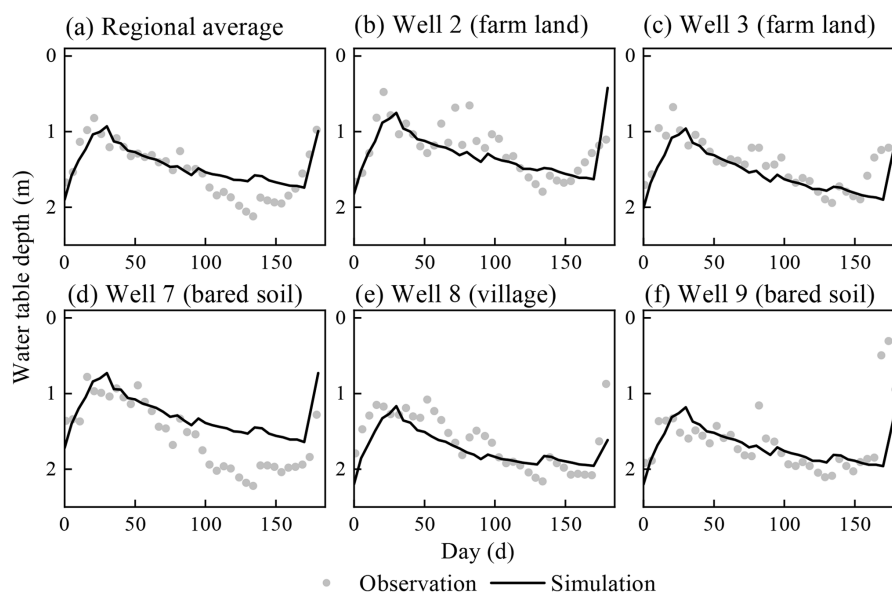 (a) Regional average
(b) Well 2 (farm land)
(c) Well 3 (farm land)
0
1
2
0
1
2
0
1
2
0 50 100 150
0 50 100 150
0 50 100 150
Water table depth (m)
(d) Well 7 (bared soil)
(e) Well 8 (village)
(f) Well 9 (bared soil)
0
1
2
0
1
2
0
1
2
0 50 100 150
0 50 100 150
0 50 100 150
Day (d)
Observation Simulation